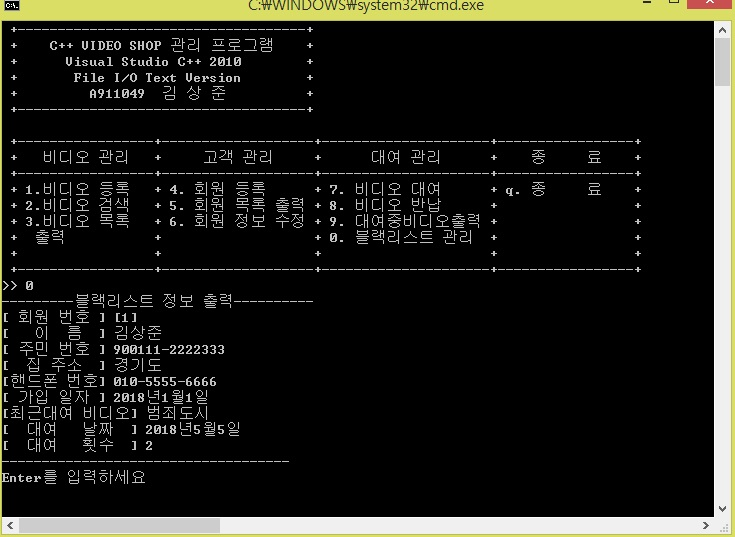 C:₩WINDOWS₩system32₩cmd.exe
+------------------------------------+
+    C++ VIDEO SHOP 관리 프로그램    +
+      Visual Studio C++ 2010        +
+       File I/O Text Version        +
+         A911049  김 상 준          +
+------------------------------------+
+-----------------+-------------------+---------------------+-----------------+
+   비디오 관리   +     고객 관리     +      대여 관리      +    종     료    +
+-----------------+-------------------+---------------------+-----------------+
+ 1.비디오 등록   + 4. 회원 등록      + 7. 비디오 대여      + q. 종     료    +
+ 2.비디오 검색   + 5. 회원 목록 출력 + 8. 비디오 반납      +                 +
+ 3.비디오 목록   + 6. 회원 정보 수정 + 9. 대여중비디오출력 +                 +
+   출력          +                   + 0. 블랙리스트 관리  +                 +
+                 +                   +                     +                 +
+-----------------+-------------------+---------------------+-----------------+
>> 0
---------블랙리스트 정보 출력----------
[ 회원 번호 ] [1]
[   이 름   ] 김상준
[ 주민 번호 ] 900111-2222333
[  집 주소  ] 경기도
[핸드폰 번호] 010-5555-6666
[ 가입 일자 ] 2018년1월1일
[최근대여 비디오] 범죄도시
[  대여   날짜  ] 2018년5월5일
[  대여   횟수  ] 2
------------------------------------
Enter를 입력하세요